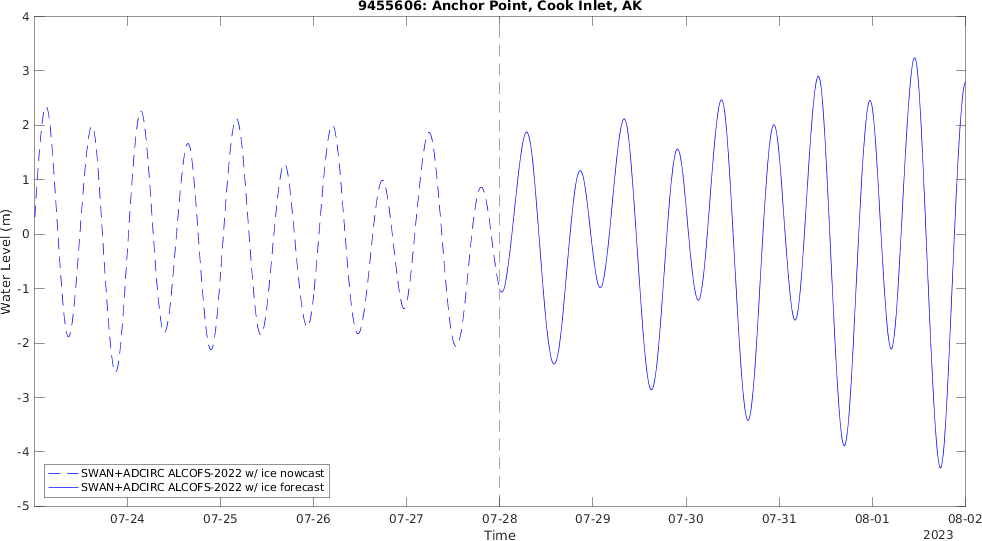 9455606: Anchor Point, Cook Inlet, AK
4
3
2
1
0
-1
-2
-3
-4
-5
Water Level (m)
SWAN+ADCIRC ALCOFS-2022 w/ ice nowcast
SWAN+ADCIRC ALCOFS-2022 w/ ice forecast
07-24 07-25 07-26 07-27 07-28 07-29 07-30 07-31 08-01 08-02
Time
2023